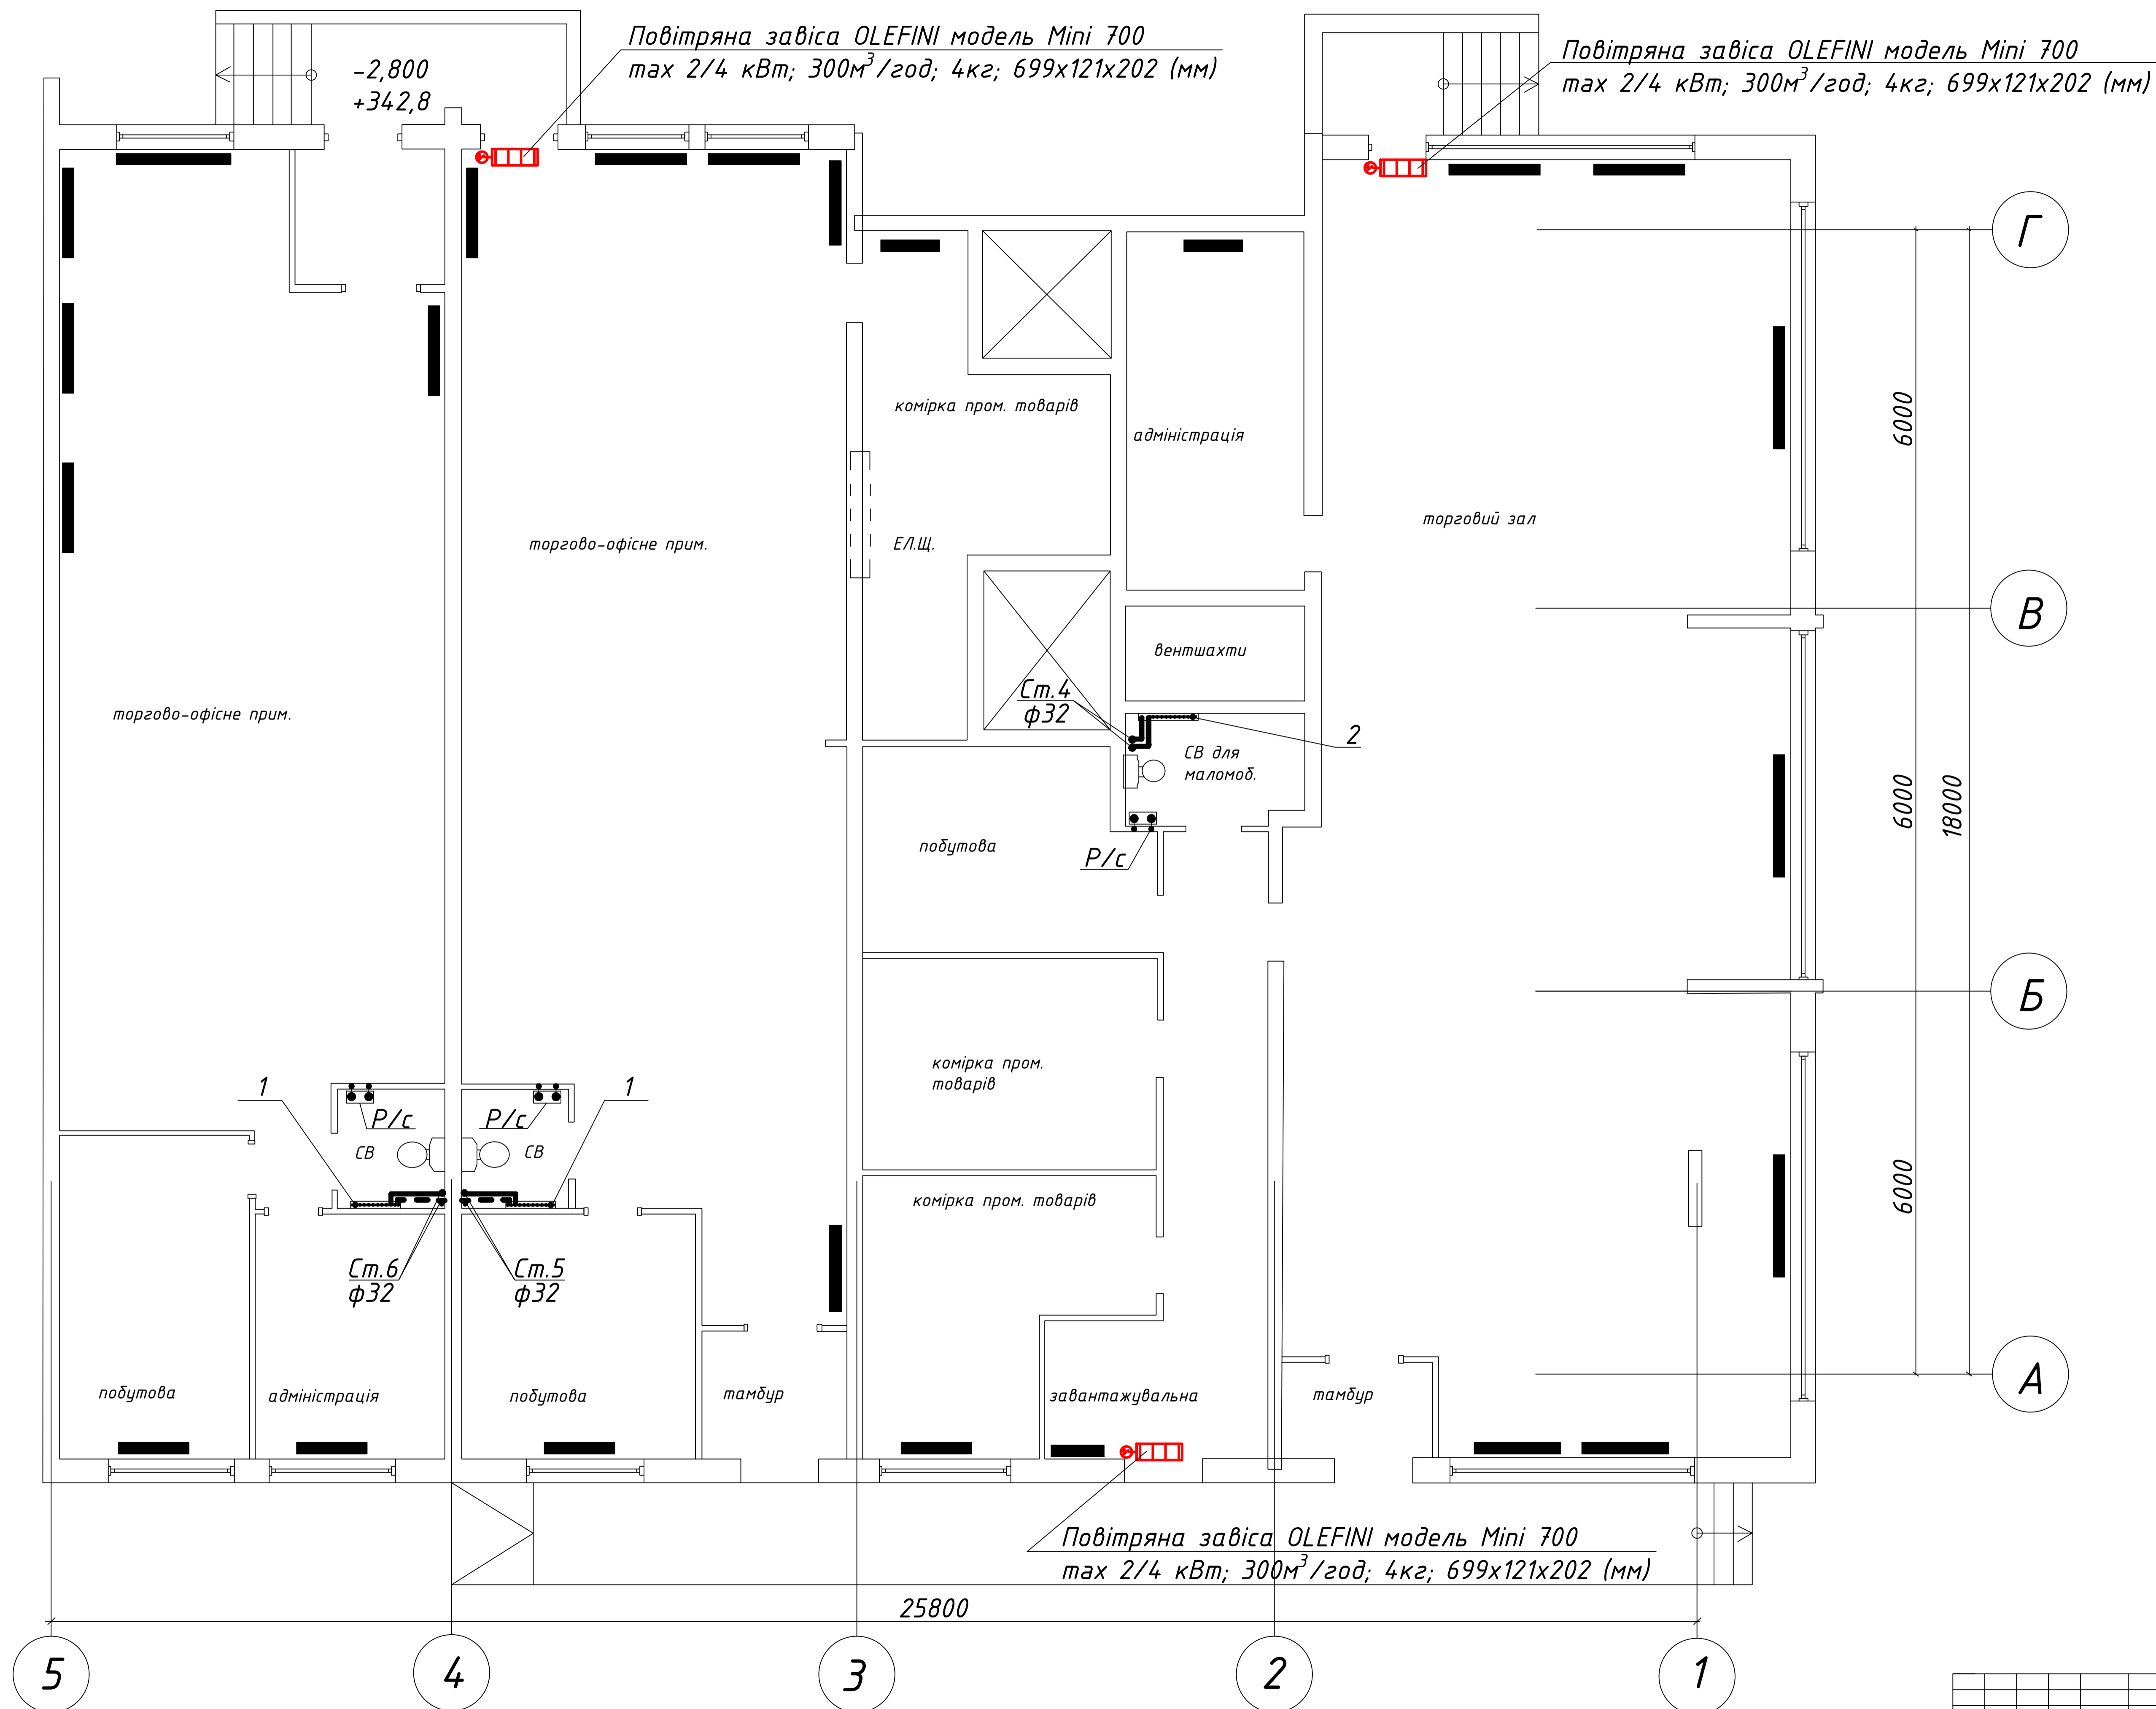 Повітряна завіса OLEFINI модель Mini 700
max 2/4 кВт; 300м³/год; 4кг; 699х121х202 (мм)
Повітряна завіса OLEFINI модель Mini 700
max 2/4 кВт; 300м³/год; 4кг; 699х121х202 (мм)
-2,800
+342,8
Г
6000
комірка пром. товарів
адміністрація
торговий зал
торгово-офісне прим.
ЕЛ.Щ.
В
вентшахти
Ст.4
ф32
торгово-офісне прим.
2
СВ для
маломоб.
6000
18000
побутова
Р/с
Б
комірка пром.
товарів
1
1
Р/с
Р/с
СВ
СВ
6000
комірка пром. товарів
Ст.6
ф32
Ст.5
ф32
А
побутова
адміністрація
побутова
тамбур
завантажувальна
тамбур
Повітряна завіса OLEFINI модель Mini 700
max 2/4 кВт; 300м³/год; 4кг; 699х121х202 (мм)
25800
5
4
3
2
1